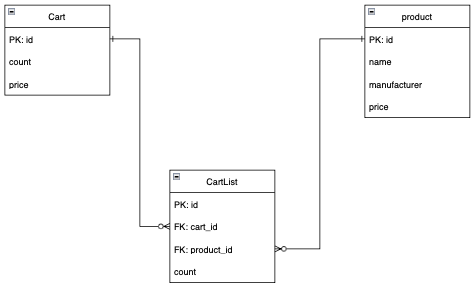 Cart
PK: id
count
price
product
PK: id
name
manufacturer
price
CartList
PK: id
FK: cart_id
FK: product_id
count